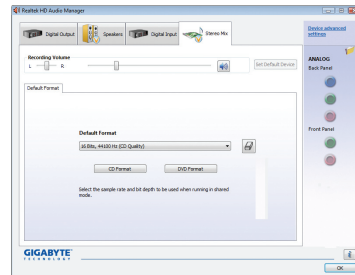 Realtek HD Audio Manager
Digital Output
Speakers
Digital Input
Stereo Mix
Device advanced settings
Recording Volume
L
R
Set Default Device
ANALOG
Back Panel
Default Format
Default Format
16 Bits, 44100 Hz (CD Quality)
CD Format
DVD Format
Select the sample rate and bit depth to be used when running in shared
mode.
Front Panel
GIGABYTE
TECHNOLOGY
OK